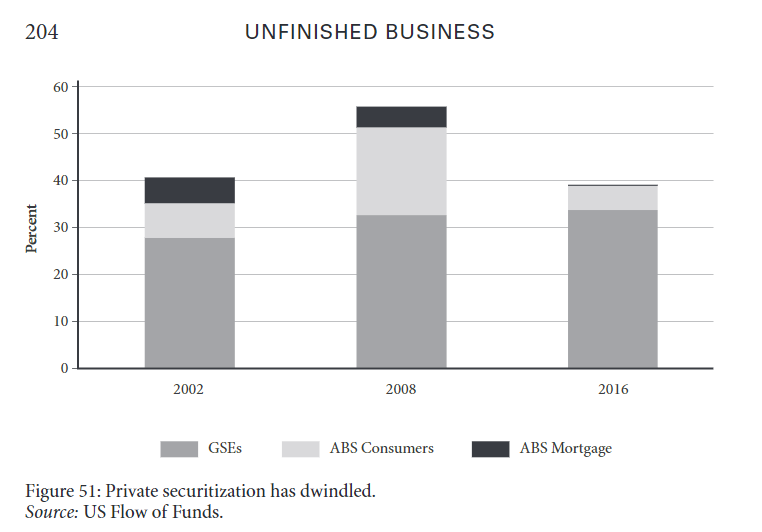 204 UNFINISHED BUSINESS
60
50
40
30
20
10
0
Percent
2002 2008 2016
GSEs ABS Consumers ABS Mortgage
Figure 51: Private securitization has dwindled.
Source: US Flow of Funds.